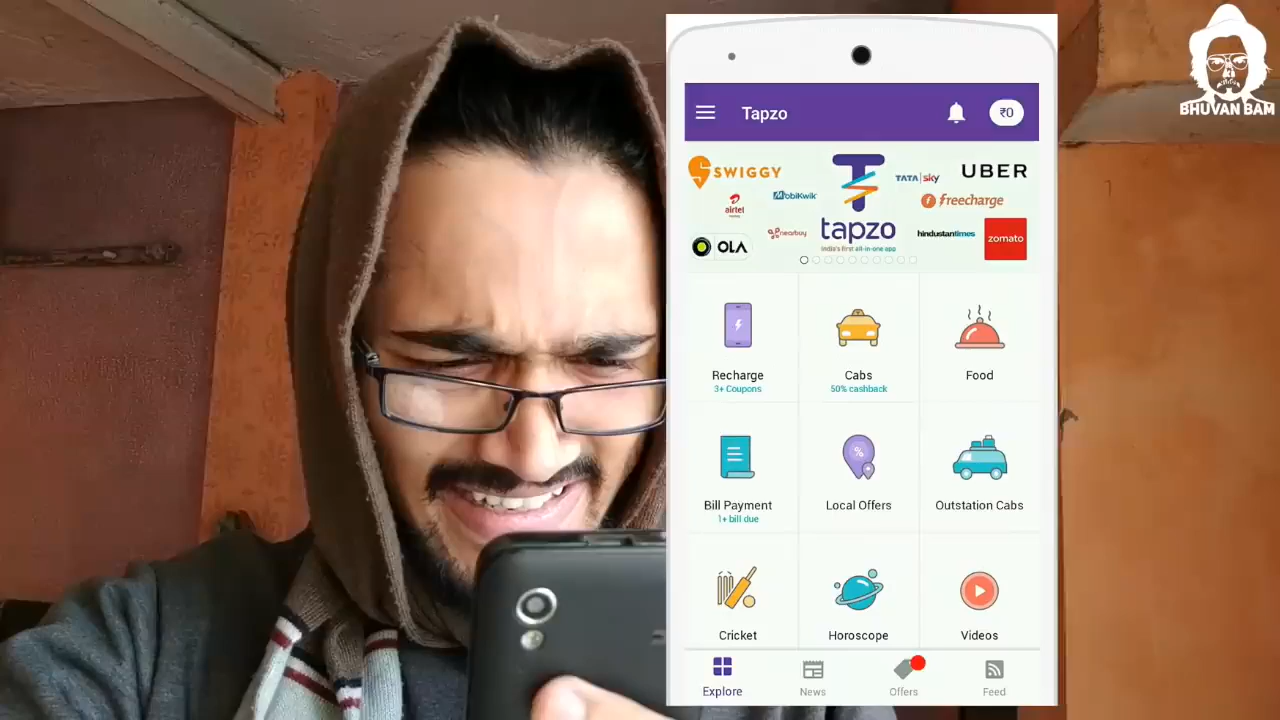 BHUVAN BAM
Tapzo
₹0
SWIGGY
TATA sky
UBER
airtel
MobiKwik
freecharge
OLA
nearbuy
tapzo
hindustantimes
zomato
India's first all-in-one app
Recharge
3+ Coupons
Cabs
50% cashback
Food
Bill Payment
1+ bill due
Local Offers
Outstation Cabs
%
Cricket
Horoscope
Videos
Explore
News
Offers
Feed